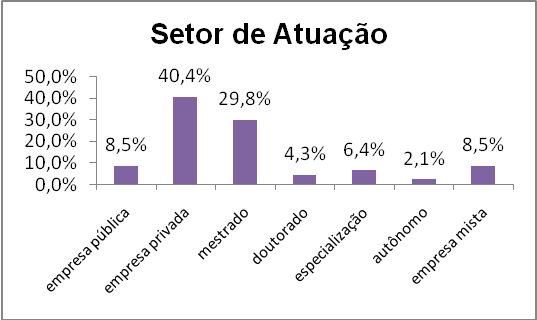 Setor de Atuação
50,0%
40,0%
30,0%
20,0%
10,0%
0,0%
8,5%
40,4%
29,8%
4,3%
6,4%
2,1%
8,5%
empresa pública
empresa privada
mestrado
doutorado
especialização
autônomo
empresa mista